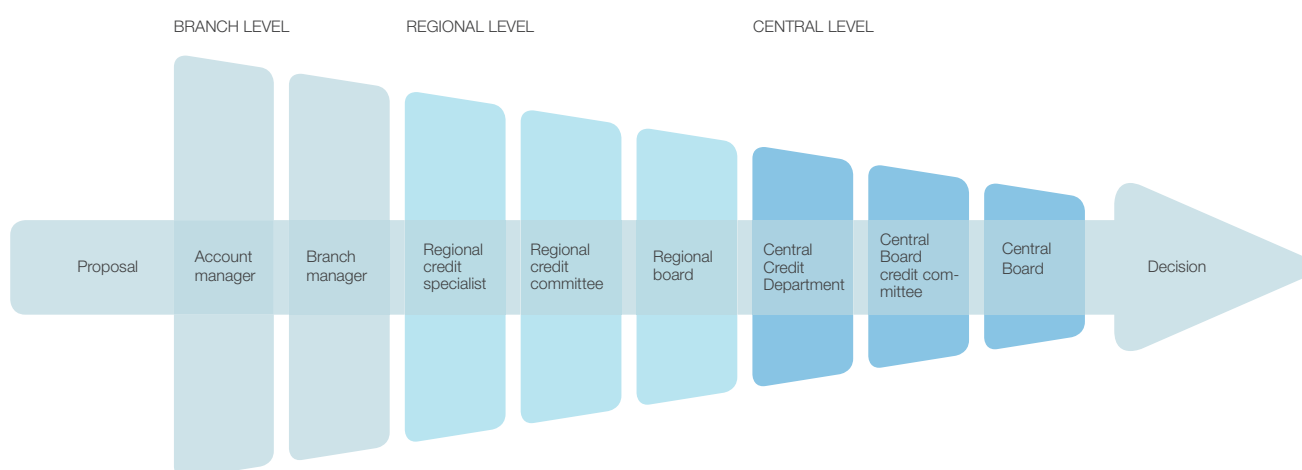 BRANCH LEVEL
REGIONAL LEVEL
CENTRAL LEVEL
Proposal
Account
manager
Branch
manager
Regional
credit
specialist
Regional
credit
committee
Regional
board
Central
Credit
Department
Central
Board
credit com-
mittee
Central
Board
Decision